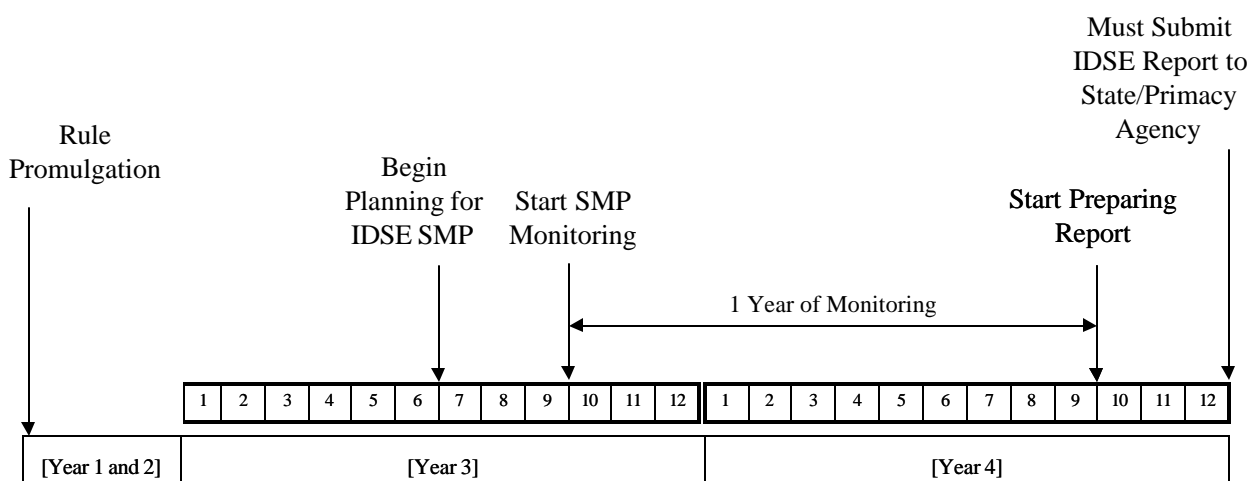 Must Submit
IDSE Report to
State/Primacy
Agency
Rule
Promulgation
Begin
Planning for
IDSE SMP
Start SMP
Monitoring
Start Preparing
Report
1 Year of Monitoring
1 2 3 4 5 6 7 8 9 10 11 12 1 2 3 4 5 6 7 8 9 10 11 12
[Year 1 and 2] [Year 3] [Year 4]